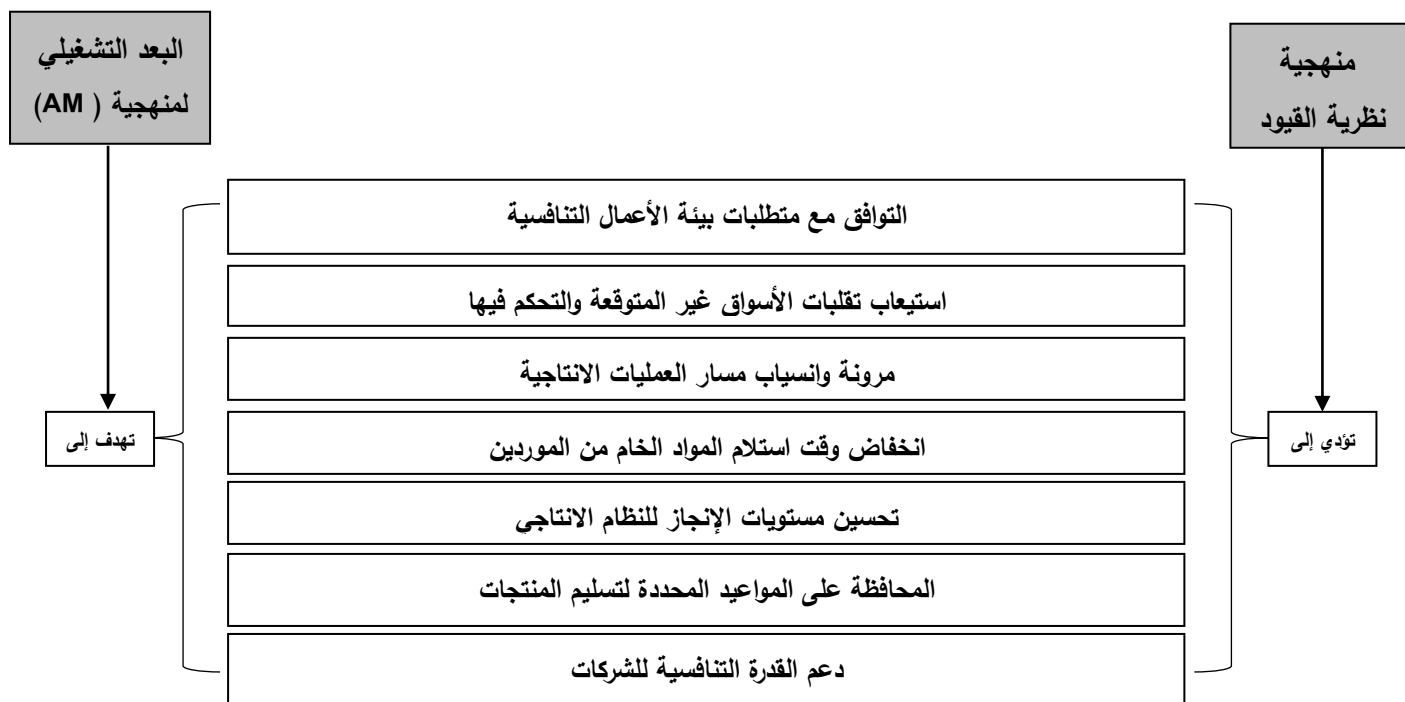 منهجية
نظرية القيود
البعد التشغيلي
لمنهجية ( AM)
التوافق مع متطلبات بيئة الأعمال التنافسية
استيعاب تقلبات الأسواق غير المتوقعة والتحكم فيها
مرونة وانسياب مسار العمليات الانتاجية
تؤدي إلى
انخفاض وقت استلام المواد الخام من الموردين
تهدف إلى
تحسين مستويات الإنجاز للنظام الانتاجي
المحافظة على المواعيد المحددة لتسليم المنتجات
دعم القدرة التنافسية للشركات